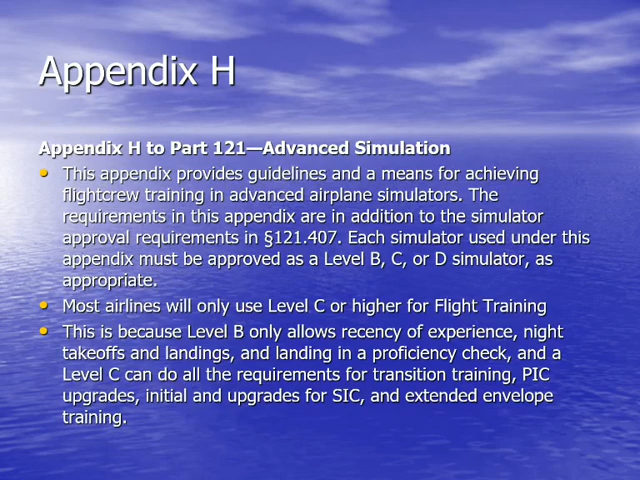 Appendix H
Appendix H to Part 121—Advanced Simulation
• This appendix provides guidelines and a means for achieving
flightcrew training in advanced airplane simulators. The
requirements in this appendix are in addition to the simulator
approval requirements in §121.407. Each simulator used under this
appendix must be approved as a Level B, C, or D simulator, as
appropriate.
• Most airlines will only use Level C or higher for Flight Training
• This is because Level B only allows recency of experience, night
takeoffs and landings, and landing in a proficiency check, and a
Level C can do all the requirements for transition training, PIC
upgrades, initial and upgrades for SIC, and extended envelope
training.